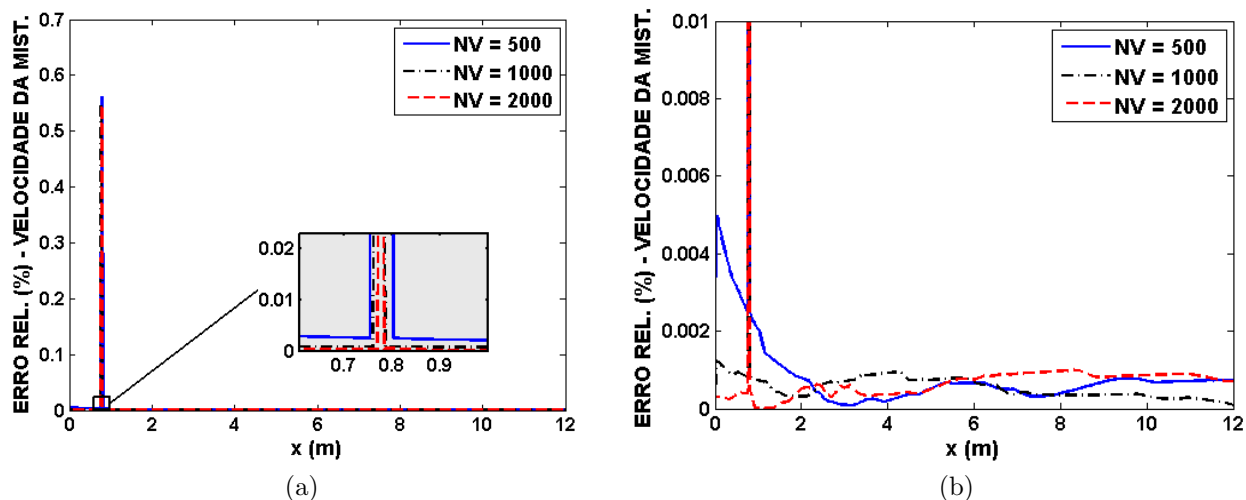 ERRO REL. (%) - VELOCIDADE DA MIST.
0.7
0.6
0.5
0.4
0.3
0.2
0.1
0
NV = 500
NV = 1000
NV = 2000
0.02
0.01
0
0.7 0.8 0.9
0 2 4 6 8 10 12
x (m)
(a)
ERRO REL. (%) - VELOCIDADE DA MIST.
0.01
0.008
0.006
0.004
0.002
0
NV = 500
NV = 1000
NV = 2000
0 2 4 6 8 10 12
x (m)
(b)